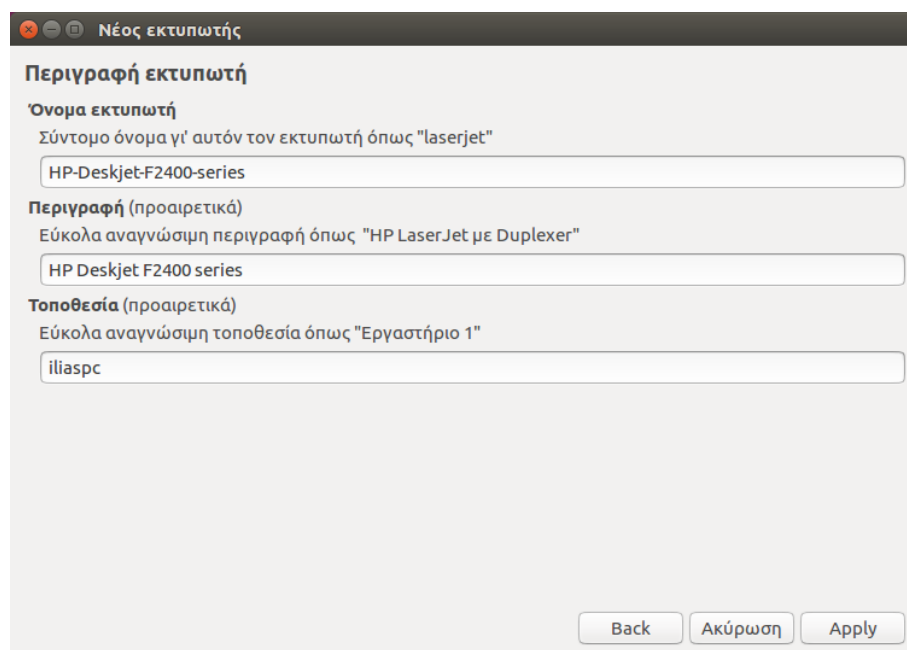 Νέος εκτυπωτής
Περιγραφή εκτυπωτή
Όνομα εκτυπωτή
Σύντομο όνομα γι' αυτόν τον εκτυπωτή όπως "laserjet"
HP-Deskjet-F2400-series
Περιγραφή (προαιρετικά)
Εύκολα αναγνώσιμη περιγραφή όπως "HP LaserJet με Duplexer"
HP Deskjet F2400 series
Τοποθεσία (προαιρετικά)
Εύκολα αναγνώσιμη τοποθεσία όπως "Εργαστήριο 1"
iliaspc
Back Ακύρωση Apply